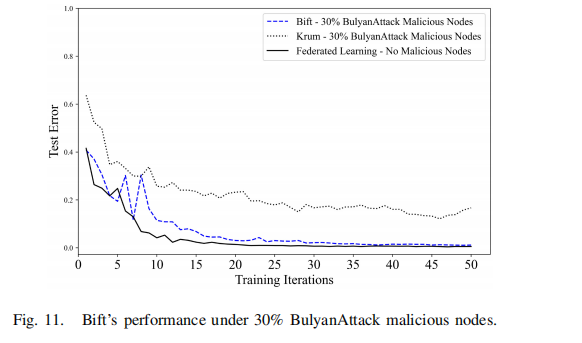 1.0
0.8
0.6
0.4
0.2
0.0
Test Error
Bift - 30% BulyanAttack Malicious Nodes
Krum - 30% BulyanAttack Malicious Nodes
Federated Learning - No Malicious Nodes
0 5 10 15 20 25 30 35 40 45 50
Training Iterations
Fig. 11. Bift's performance under 30% BulyanAttack malicious nodes.